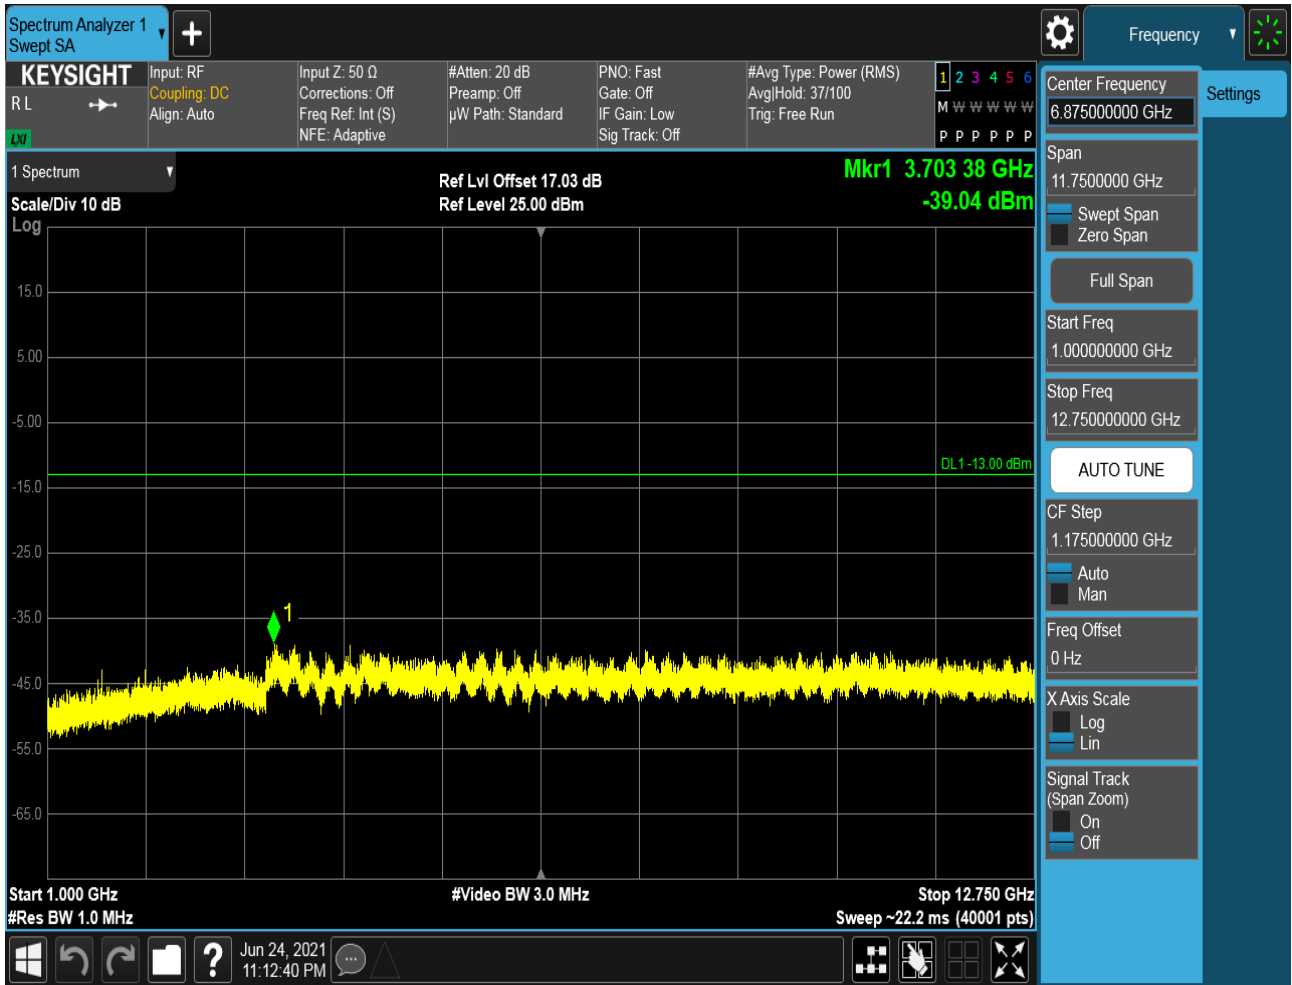 Spectrum Analyzer 1
Swept SA
Frequency
KEYSIGHT
R L
LXI
Input: RF
Coupling: DC
Align: Auto
Input Z: 50 Ω
Corrections: Off
Freq Ref: Int (S)
NFE: Adaptive
#Atten: 20 dB
Preamp: Off
µW Path: Standard
PNO: Fast
Gate: Off
IF Gain: Low
Sig Track: Off
#Avg Type: Power (RMS)
Avg|Hold: 37/100
Trig: Free Run
1 2 3 4 5 6
M W W W W W
P P P P P P
1 Spectrum
Scale/Div 10 dB
Log
Ref Lvl Offset 17.03 dB
Ref Level 25.00 dBm
Mkr1 3.703 38 GHz
-39.04 dBm
15.0
5.00
-5.00
DL1 -13.00 dBm
-15.0
-25.0
-35.0
1
-45.0
-55.0
-65.0
Start 1.000 GHz
#Video BW 3.0 MHz
Stop 12.750 GHz
#Res BW 1.0 MHz
Sweep ~22.2 ms (40001 pts)
?
Jun 24, 2021
11:12:40 PM
Center Frequency
6.875000000 GHz
Settings
Span
11.7500000 GHz
Swept Span
Zero Span
Full Span
Start Freq
1.000000000 GHz
Stop Freq
12.750000000 GHz
AUTO TUNE
CF Step
1.175000000 GHz
Auto
Man
Freq Offset
0 Hz
X Axis Scale
Log
Lin
Signal Track
(Span Zoom)
On
Off